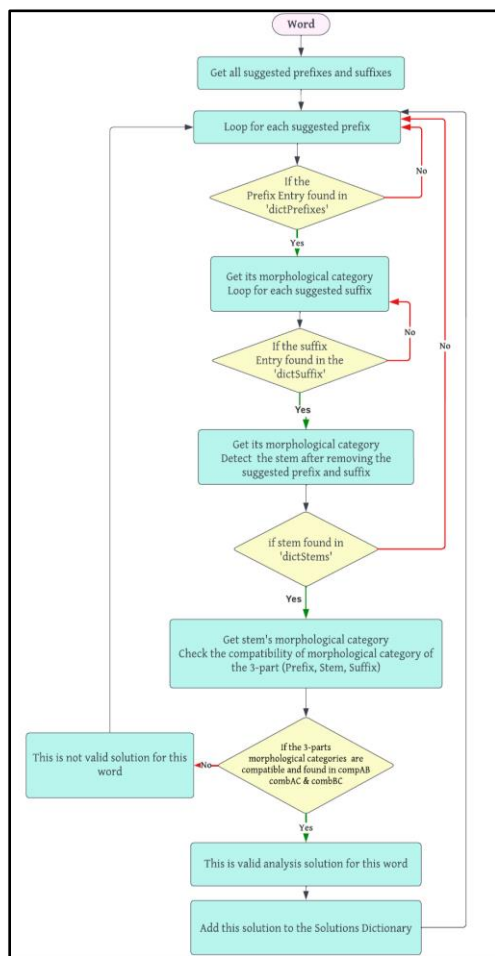 Word
Get all suggested prefixes and suffixes
Loop for each suggested prefix
No
If the
Prefix Entry found in
'dictPrefixes'
Yes
Get its morphological category
Loop for each suggested suffix
No
No
If the suffix
Entry found in the
'dictSuffix'
Yes
Get its morphological category
Detect the stem after removing the
suggested prefix and suffix
if stem found in
'dictStems'
Yes
Get stem's morphological category
Check the compatibility of morphological category of
the 3-part (Prefix, Stem, Suffix)
This is not valid solution for this
word
No
If the 3-parts
morphological categories are
compatible and found in compAB
combAC & combBC
Yes
This is valid analysis solution for this word
Add this solution to the Solutions Dictionary